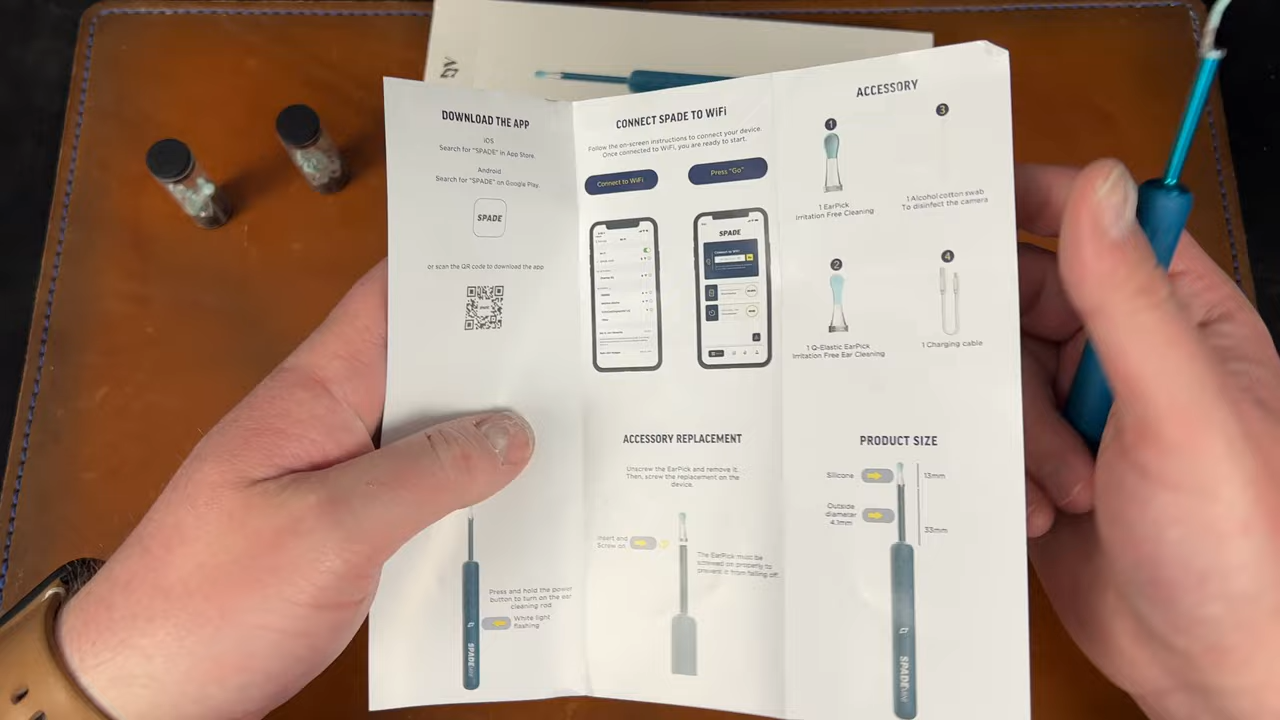 DOWNLOAD THE APP
iOS
Search for "SPADE" in App Store.
Android
Search for "SPADE" on Google Play.
SPADE
or scan the QR code to download the app
Press and hold the power
button to turn on the ear
cleaning rod
White light
flashing
SPADE
CONNECT SPADE TO WiFi
Follow the on-screen instructions to connect your device.
Once connected to WiFi, you are ready to start.
Connect to WiFi
Press "Go"
SPADE
ACCESSORY REPLACEMENT
Unscrew the EarPick and remove it.
Then, screw the replacement on the
device.
Insert and
Screw on
The EarPick must be
screwed on properly to
prevent it from falling off.
ACCESSORY
1
1 EarPick
Irritation Free Cleaning
3
1 Alcohol cotton swab
To disinfect the camera
2
1 Q-Elastic EarPick
Irritation Free Ear Cleaning
4
1 Charging cable
PRODUCT SIZE
Silicone
13mm
Outside
diameter
4.1mm
33mm
SPADE